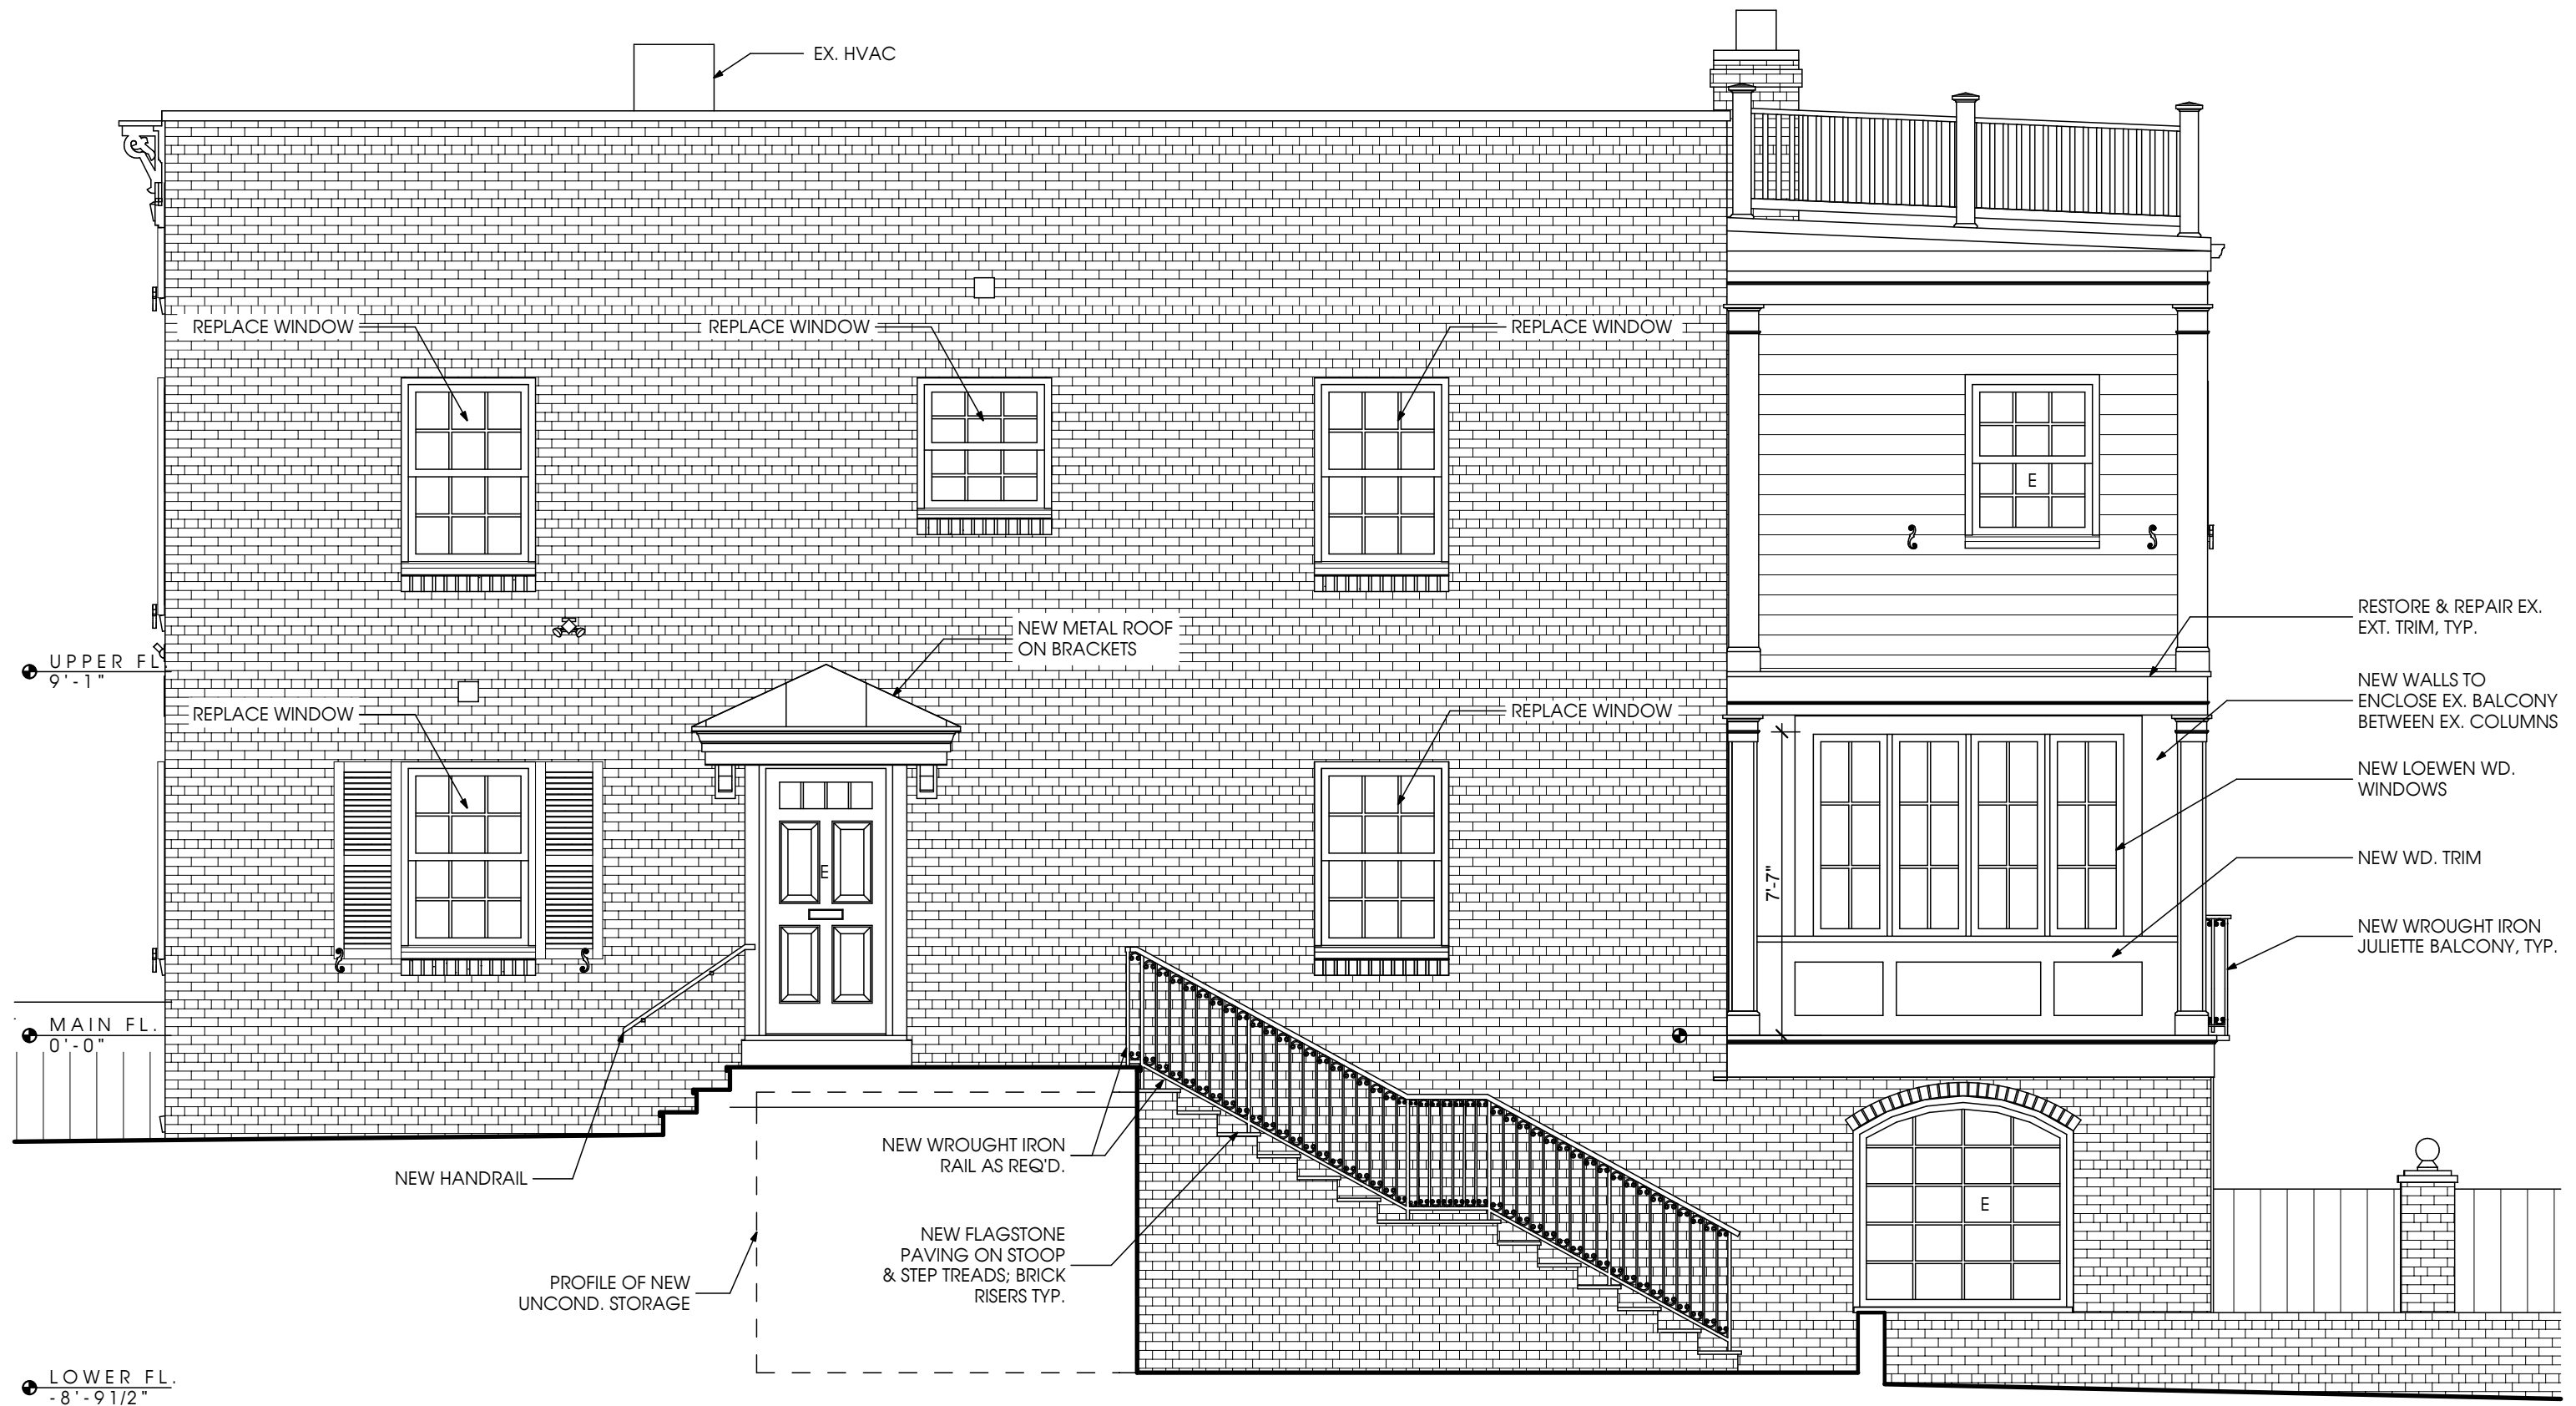 EX. HVAC
REPLACE WINDOW
REPLACE WINDOW
REPLACE WINDOW
E
RESTORE & REPAIR EX.
EXT. TRIM, TYP.
NEW METAL ROOF
ON BRACKETS
UPPER FL.
9'-1"
NEW WALLS TO
ENCLOSE EX. BALCONY
BETWEEN EX. COLUMNS
REPLACE WINDOW
REPLACE WINDOW
NEW LOEWEN WD.
WINDOWS
E
7'-7"
NEW WD. TRIM
NEW WROUGHT IRON
JULIETTE BALCONY, TYP.
MAIN FL.
0'-0"
NEW WROUGHT IRON
RAIL AS REQ'D.
NEW HANDRAIL
E
NEW FLAGSTONE
PAVING ON STOOP
& STEP TREADS; BRICK
RISERS TYP.
PROFILE OF NEW
UNCOND. STORAGE
LOWER FL.
-8'-9 1/2"